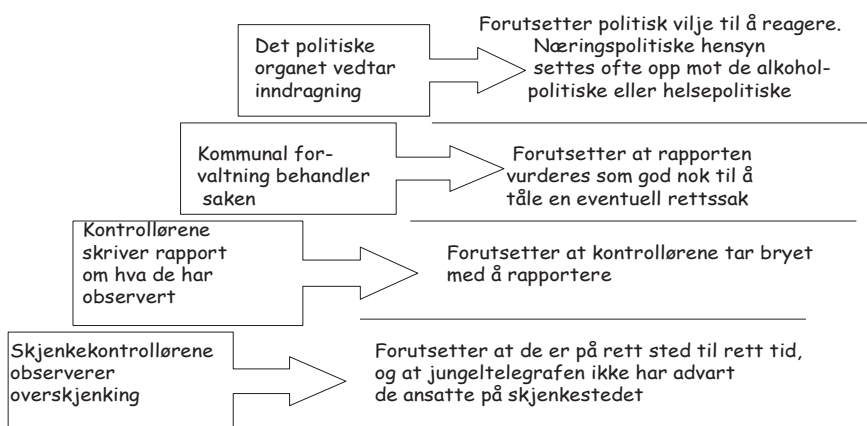 Det politiske
organet vedtar
inndragning
Forutsetter politisk vilje til å reagere.
Næringspolitiske hensyn
settes ofte opp mot de alkohol-
politiske eller helsepolitiske
Kommunal for-
valtning behandler
saken
Forutsetter at rapporten
vurderes som god nok til å
tåle en eventuell rettssak
Kontrollørene
skriver rapport
om hva de har
observert
Forutsetter at kontrollørene tar bryet
med å rapportere
Skjenkekontrollørene
observerer
overskjenking
Forutsetter at de er på rett sted til rett tid,
og at jungeltelegrafen ikke har advart
de ansatte på skjenkestedet